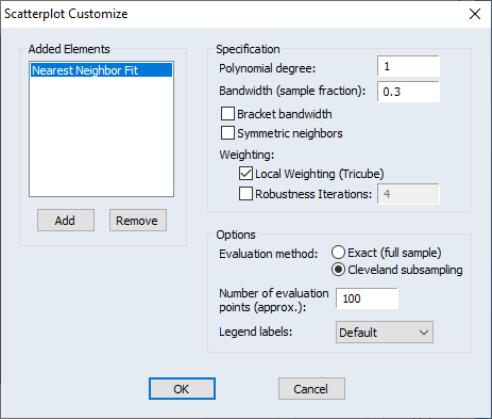 Scatterplot Customize
Added Elements
Nearest Neighbor Fit
Add
Remove
Specification
Polynomial degree: 1
Bandwidth (sample fraction): 0.3
Bracket bandwidth
Symmetric neighbors
Weighting:
Local Weighting (Tricube)
Robustness Iterations: 4
Options
Evaluation method: Exact (full sample)
Cleveland subsampling
Number of evaluation
points (approx.): 100
Legend labels: Default
OK
Cancel